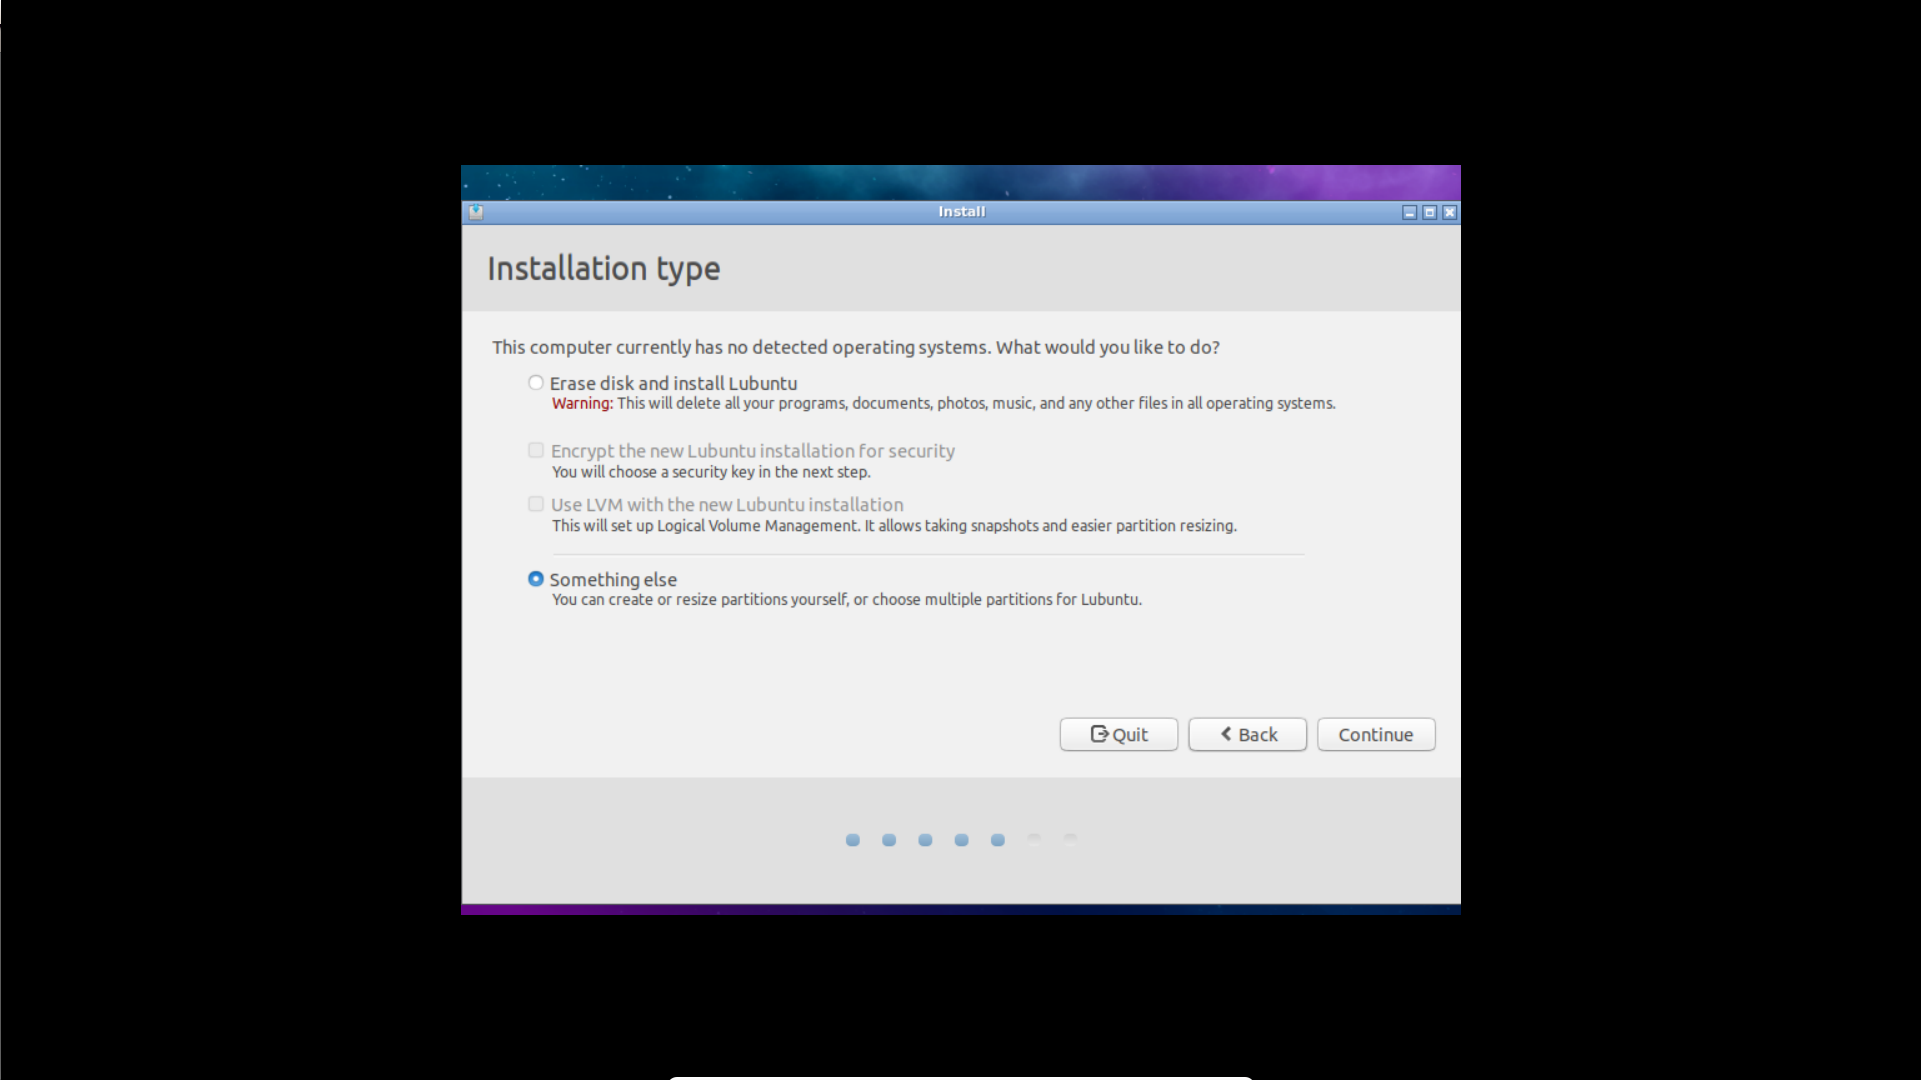 Install
Installation type
This computer currently has no detected operating systems. What would you like to do?
Erase disk and install Lubuntu
Warning: This will delete all your programs, documents, photos, music, and any other files in all operating systems.
Encrypt the new Lubuntu installation for security
You will choose a security key in the next step.
Use LVM with the new Lubuntu installation
This will set up Logical Volume Management. It allows taking snapshots and easier partition resizing.
Something else
You can create or resize partitions yourself, or choose multiple partitions for Lubuntu.
Quit Back Continue